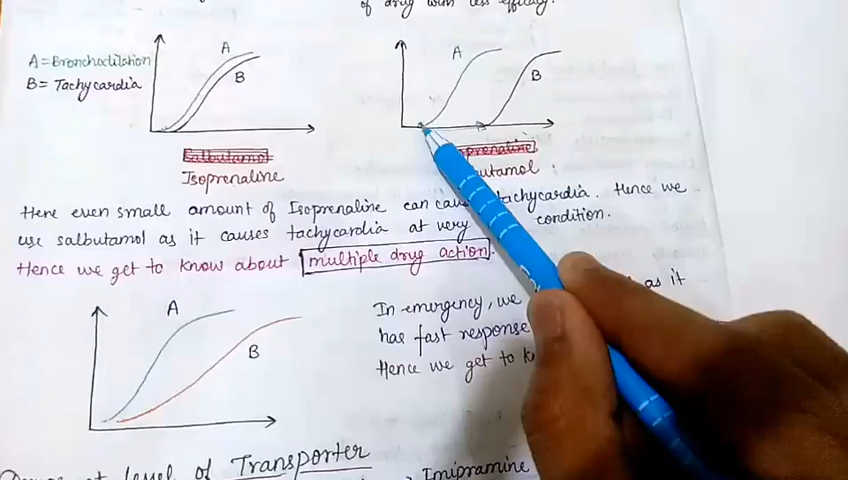 of drug with less efficacy.
A = Bronchodilation
B = Tachycardia
A
B
A
B
Salbutamol
Isoprenaline
Here even small amount of Isoprenaline can tachycardia. Hence we
use salbutamol as it causes tachycardia at very condition.
Hence we get to know about multiple drug action.
A
B
In emergency, we as it
has fast response
Hence we get to
level of Transporter
Imipramine